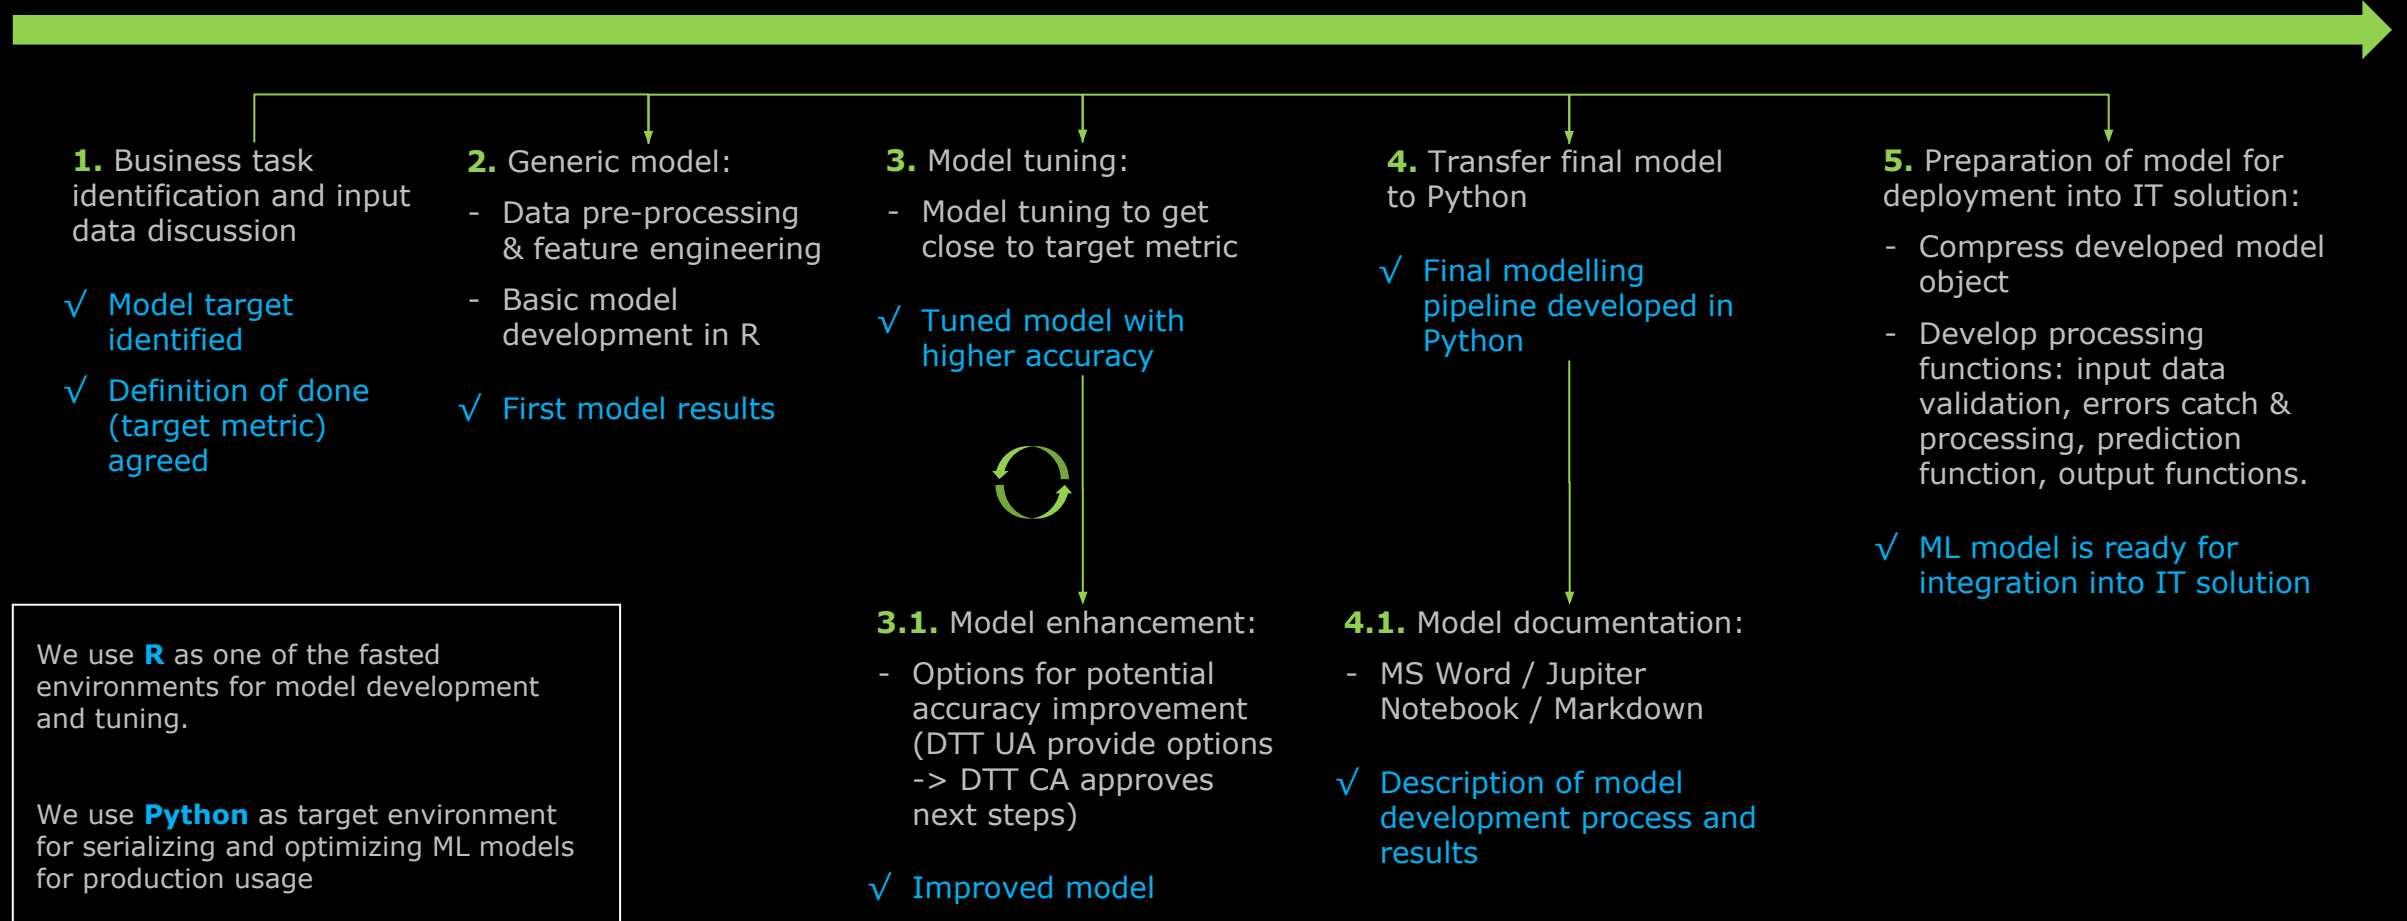 1. Business task
identification and input
data discussion
√ Model target
identified
√ Definition of done
(target metric)
agreed
2. Generic model:
- Data pre-processing
& feature engineering
- Basic model
development in R
√ First model results
3. Model tuning:
- Model tuning to get
close to target metric
√ Tuned model with
higher accuracy
3.1. Model enhancement:
- Options for potential
accuracy improvement
(DTT UA provide options
-> DTT CA approves
next steps)
√ Improved model
4. Transfer final model
to Python
√ Final modelling
pipeline developed in
Python
4.1. Model documentation:
- MS Word / Jupiter
Notebook / Markdown
√ Description of model
development process and
results
5. Preparation of model for
deployment into IT solution:
- Compress developed model
object
- Develop processing
functions: input data
validation, errors catch &
processing, prediction
function, output functions.
√ ML model is ready for
integration into IT solution
We use R as one of the fasted
environments for model development
and tuning.
We use Python as target environment
for serializing and optimizing ML models
for production usage